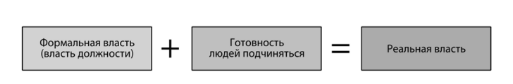 Формальная власть
(власть должности)
+
Готовность
людей подчиняться
=
Реальная власть